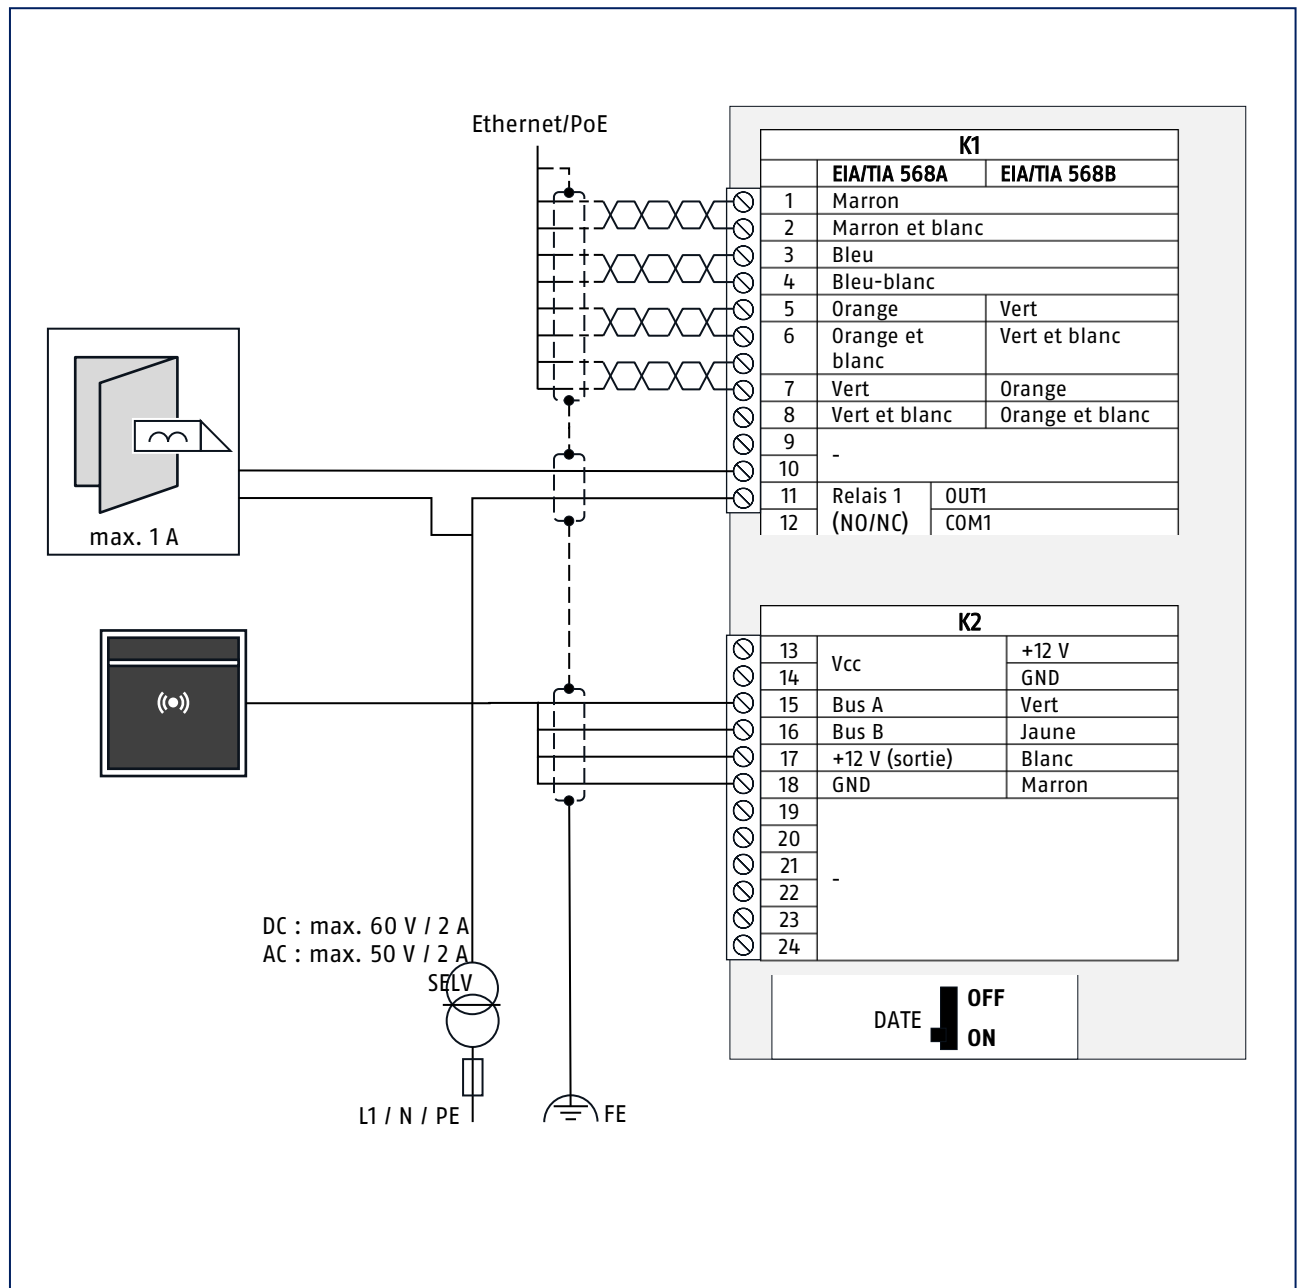 Ethernet/PoE
K1
EIA/TIA 568A EIA/TIA 568B
1 Marron
2 Marron et blanc
3 Bleu
4 Bleu-blanc
5 Orange Vert
6 Orange et Vert et blanc
blanc
7 Vert Orange
8 Vert et blanc Orange et blanc
9
-
10
11 Relais 1 OUT1
12 (NO/NC) COM1
max. 1 A
K2
13 +12 V
Vcc
14 GND
15 Bus A Vert
16 Bus B Jaune
17 +12 V (sortie) Blanc
18 GND Marron
19
20
21
-
22
23
24
DC : max. 60 V / 2 A
AC : max. 50 V / 2 A
SELV
OFF
DATE
ON
L1 / N / PE
FE